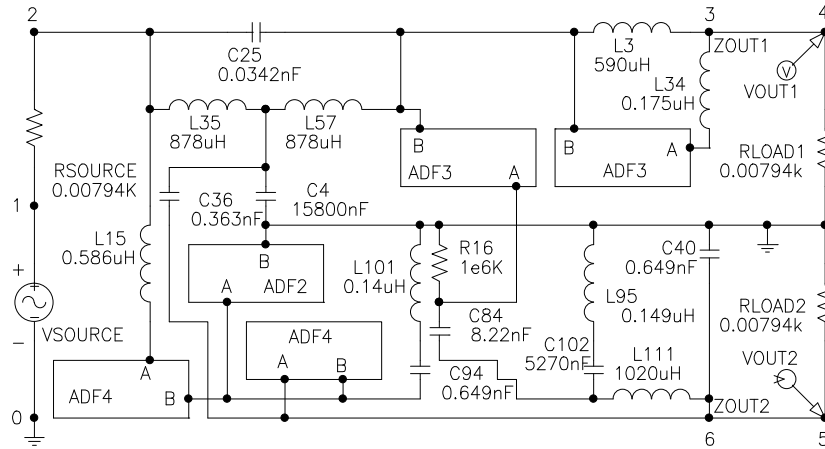 2
3
4
C25
0.0342nF
L3
590uH
ZOUT1
L34
0.175uH
V
VOUT1
L35
878uH
L57
878uH
B
ADF3
A
B
A
ADF3
RLOAD1
0.00794k
RSOURCE
0.00794K
1
C36
0.363nF
C4
15800nF
L15
0.586uH
B
A
ADF2
L101
0.14uH
R16
1e6K
C40
0.649nF
+
+
−
VSOURCE
L95
0.149uH
RLOAD2
0.00794k
ADF4
A
B
C84
8.22nF
C102
5270nF
L111
1020uH
VOUT2
V
A
ADF4
B
C94
0.649nF
ZOUT2
0
6
5